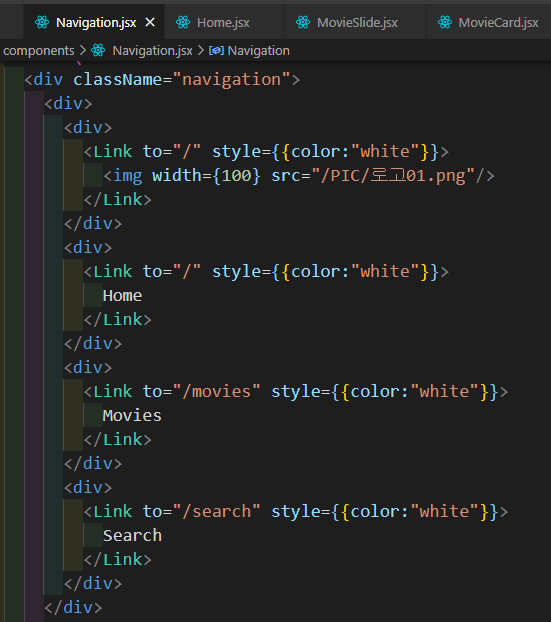 Navigation.jsx Home.jsx MovieSlide.jsx MovieCard.jsx
components > Navigation.jsx > Navigation
<div className="navigation">
<div>
<div>
<Link to="/" style={{color:"white"}}>
<img width={100} src="/PIC/로고01.png"/>
</Link>
</div>
<div>
<Link to="/" style={{color:"white"}}>
Home
</Link>
</div>
<div>
<Link to="/movies" style={{color:"white"}}>
Movies
</Link>
</div>
<div>
<Link to="/search" style={{color:"white"}}>
Search
</Link>
</div>
</div>